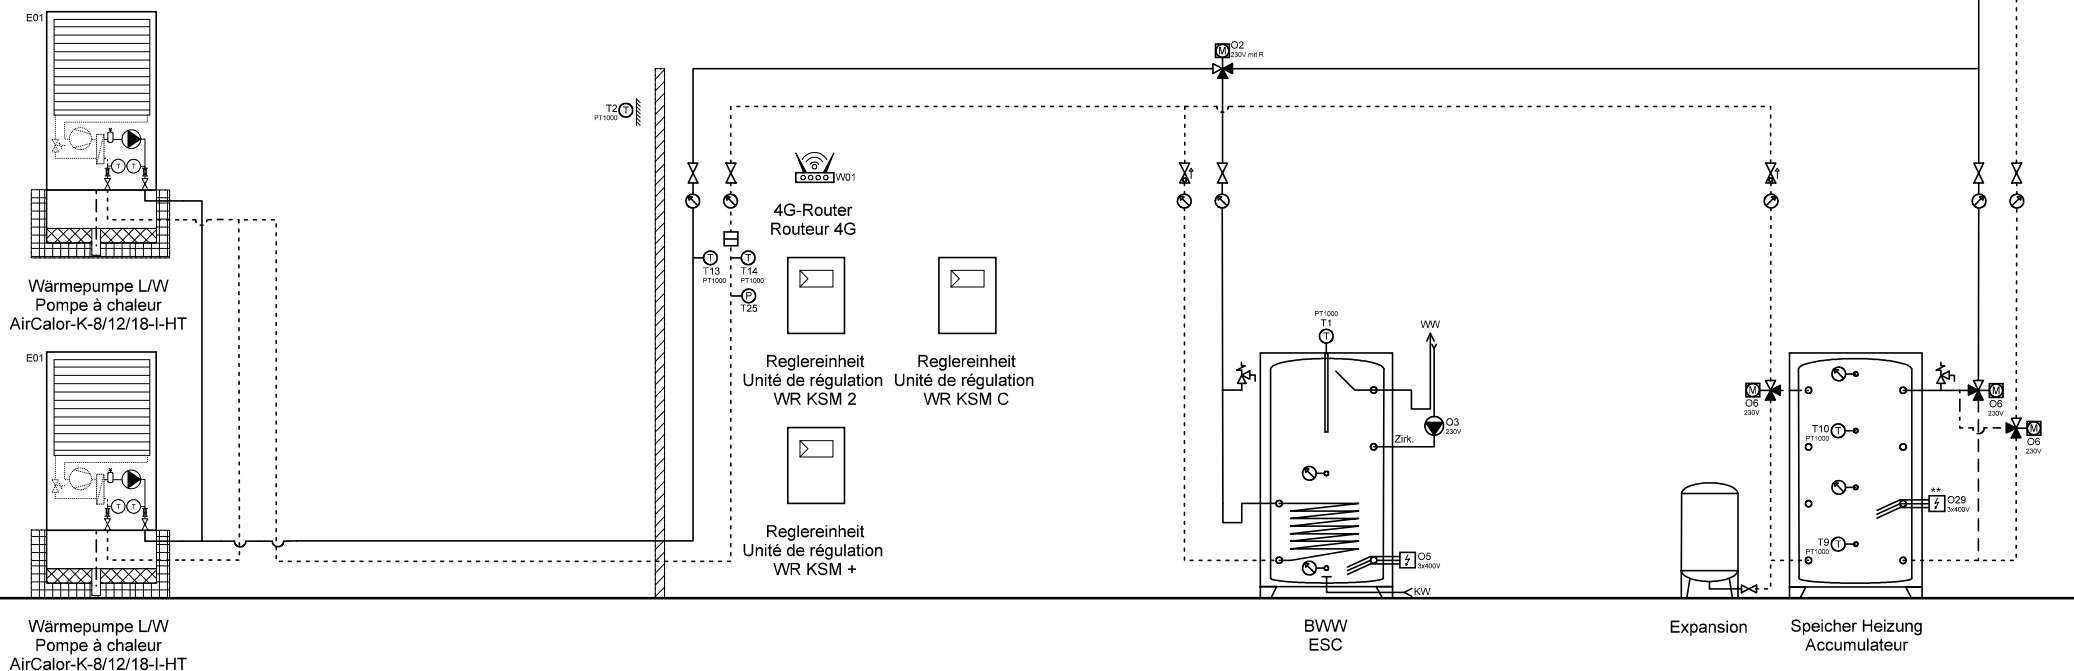 E01
T
T
Wärmepumpe L/W
Pompe à chaleur
AirCalor-K-8/12/18-I-HT
E01
T
T
Wärmepumpe L/W
Pompe à chaleur
AirCalor-K-8/12/18-I-HT
T2
PT1000
T
T
T13
PT1000
T
T14
PT1000
P
T25
W01
4G-Router
Routeur 4G
Reglereinheit
Unité de régulation
WR KSM 2
Reglereinheit
Unité de régulation
WR KSM C
Reglereinheit
Unité de régulation
WR KSM +
M
O2
230V mit R
PT1000
T1
T
WW
O3
230V
Zirk.
O5
3x400V
KW
BWW
ESC
Expansion
M
O6
230V
M
O6
230V
M
O6
230V
T10
PT1000
T
**
O29
3x400V
T9
PT1000
T
Speicher Heizung
Accumulateur